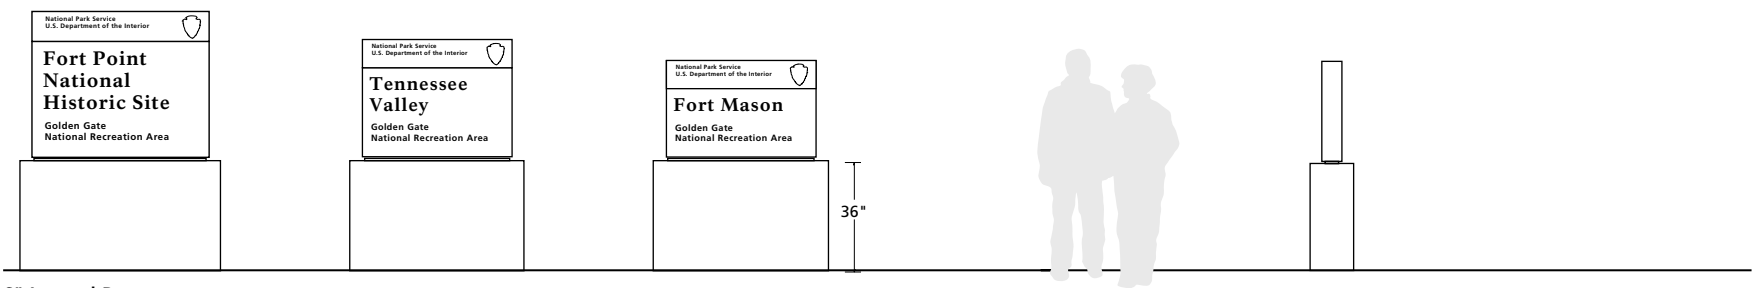 National Park Service
U.S. Department of the Interior
Fort Point
National
Historic Site
Golden Gate
National Recreation Area
National Park Service
U.S. Department of the Interior
Tennessee
Valley
Golden Gate
National Recreation Area
National Park Service
U.S. Department of the Interior
Fort Mason
Golden Gate
National Recreation Area
36"